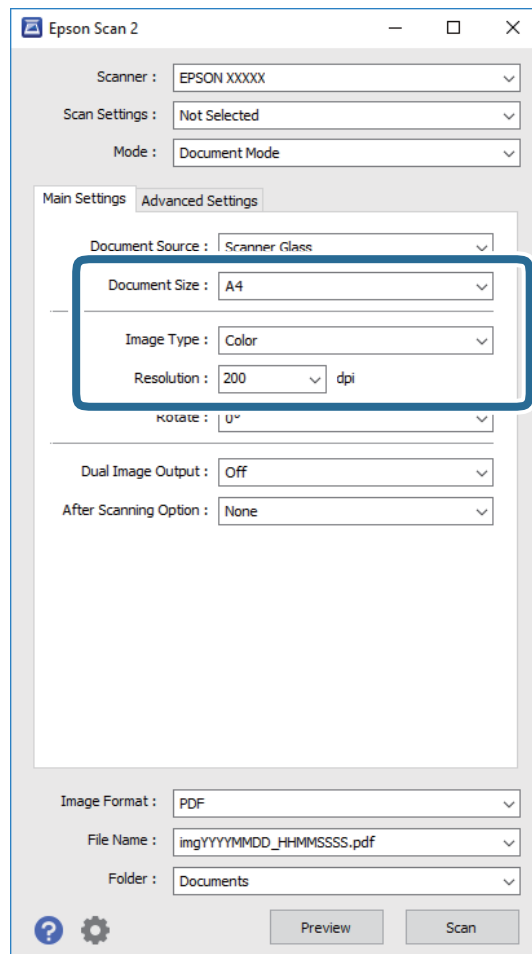 Epson Scan 2
Scanner : EPSON XXXXX
Scan Settings : Not Selected
Mode : Document Mode
Main Settings Advanced Settings
Document Source : Scanner Glass
Document Size : A4
Image Type : Color
Resolution : 200 dpi
Rotate : 0°
Dual Image Output : Off
After Scanning Option : None
Image Format : PDF
File Name : imgYYYYMMDD_HHMMSSSS.pdf
Folder : Documents
? Preview Scan